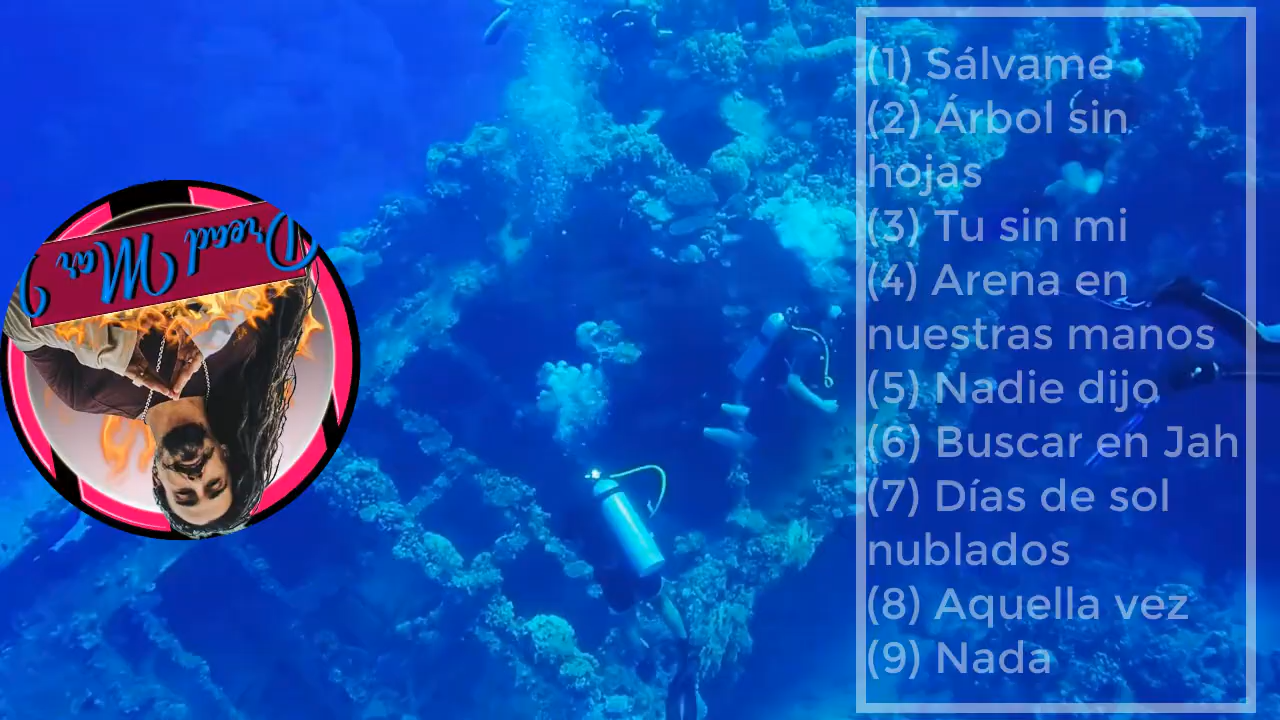 (1) Sálvame
(2) Árbol sin
hojas
(3) Tu sin mi
(4) Arena en
nuestras manos
(5) Nadie dijo
(6) Buscar en Jah
(7) Días de sol
nublados
(8) Aquella vez
(9) Nada
Dread Mar I